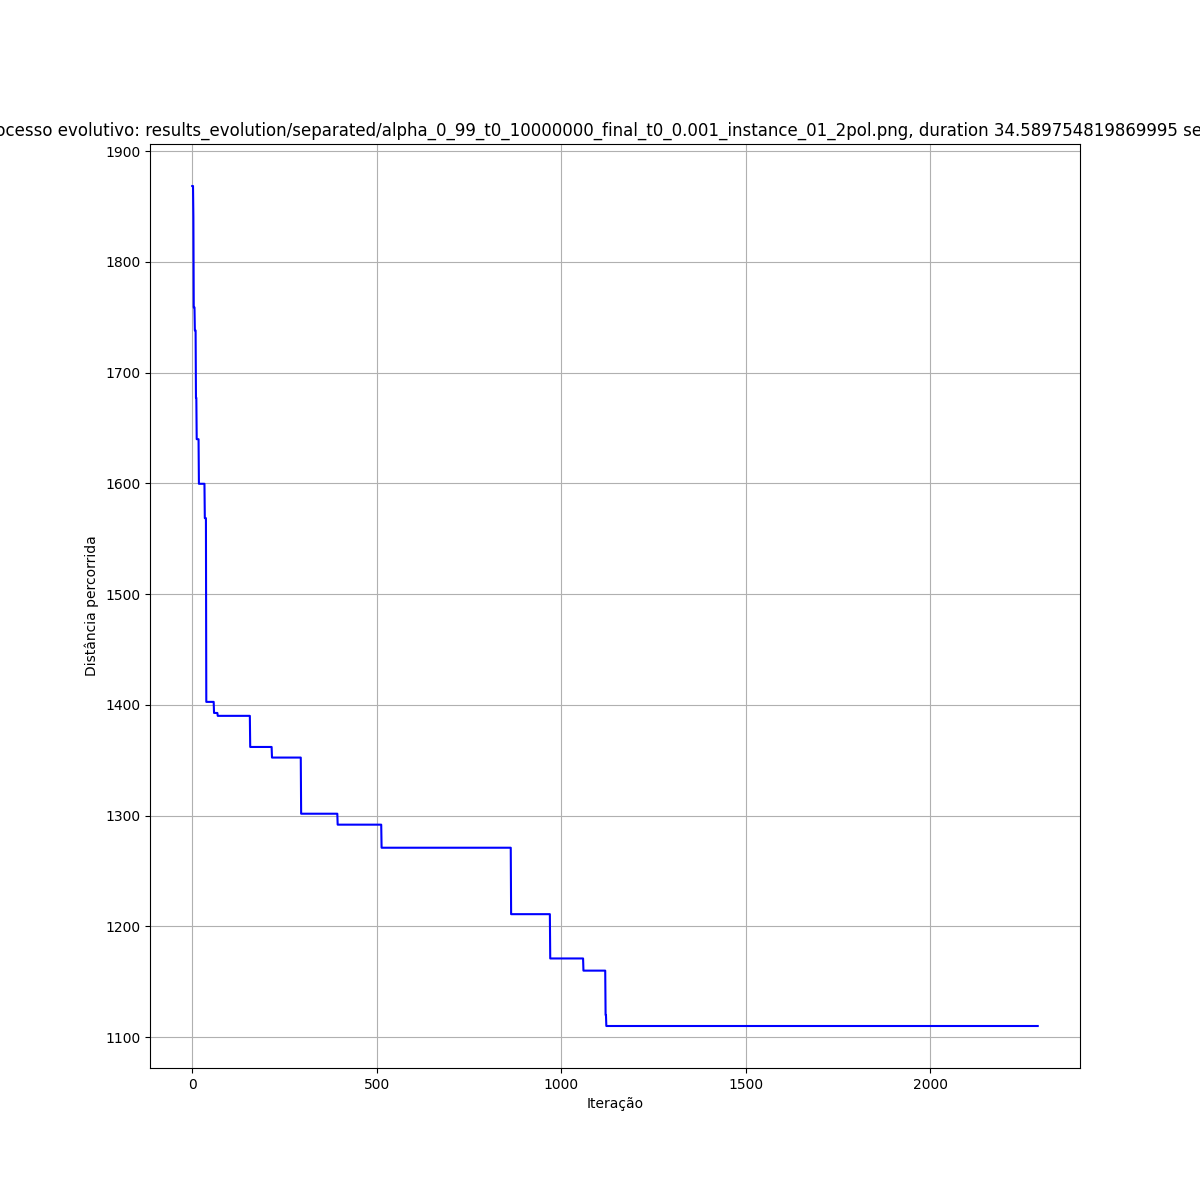 ocesso evolutivo: results_evolution/separated/alpha_0_99_t0_10000000_final_t0_0.001_instance_01_2pol.png, duration 34.589754819869995 se
1900
1800
1700
1600
1500
1400
1300
1200
1100
Distância percorrida
0 500 1000 1500 2000
Iteração